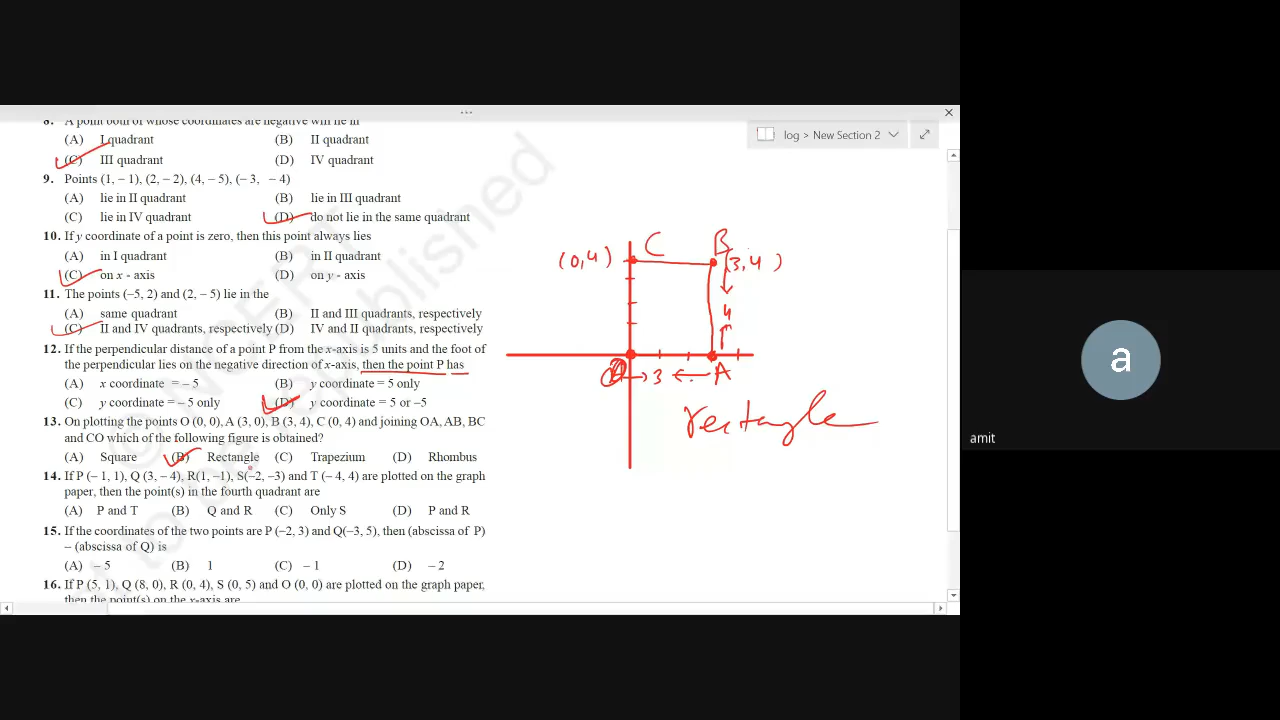 log > New Section 2
8. A point both of whose coordinates are negative will lie in
(A) I quadrant (B) II quadrant
(C) III quadrant (D) IV quadrant
9. Points (1, – 1), (2, – 2), (4, – 5), (– 3, – 4)
(A) lie in II quadrant (B) lie in III quadrant
(C) lie in IV quadrant (D) do not lie in the same quadrant
10. If y coordinate of a point is zero, then this point always lies
(A) in I quadrant (B) in II quadrant
(C) on x - axis (D) on y - axis
11. The points (–5, 2) and (2, – 5) lie in the
(A) same quadrant (B) II and III quadrants, respectively
(C) II and IV quadrants, respectively (D) IV and II quadrants, respectively
12. If the perpendicular distance of a point P from the x-axis is 5 units and the foot of
the perpendicular lies on the negative direction of x-axis, then the point P has
(A) x coordinate = – 5 (B) y coordinate = 5 only
(C) y coordinate = – 5 only (D) y coordinate = 5 or –5
13. On plotting the points O (0, 0), A (3, 0), B (3, 4), C (0, 4) and joining OA, AB, BC
and CO which of the following figure is obtained?
(A) Square (B) Rectangle (C) Trapezium (D) Rhombus
14. If P (– 1, 1), Q (3, – 4), R(1, –1), S(–2, –3) and T (– 4, 4) are plotted on the graph
paper, then the point(s) in the fourth quadrant are
(A) P and T (B) Q and R (C) Only S (D) P and R
15. If the coordinates of the two points are P (–2, 3) and Q(–3, 5), then (abscissa of P)
– (abscissa of Q) is
(A) – 5 (B) 1 (C) – 1 (D) – 2
16. If P (5, 1), Q (8, 0), R (0, 4), S (0, 5) and O (0, 0) are plotted on the graph paper,
then the point(s) on the x-axis are
C B
(0,4) (3,4)
4
3 A
rectangle
a
amit